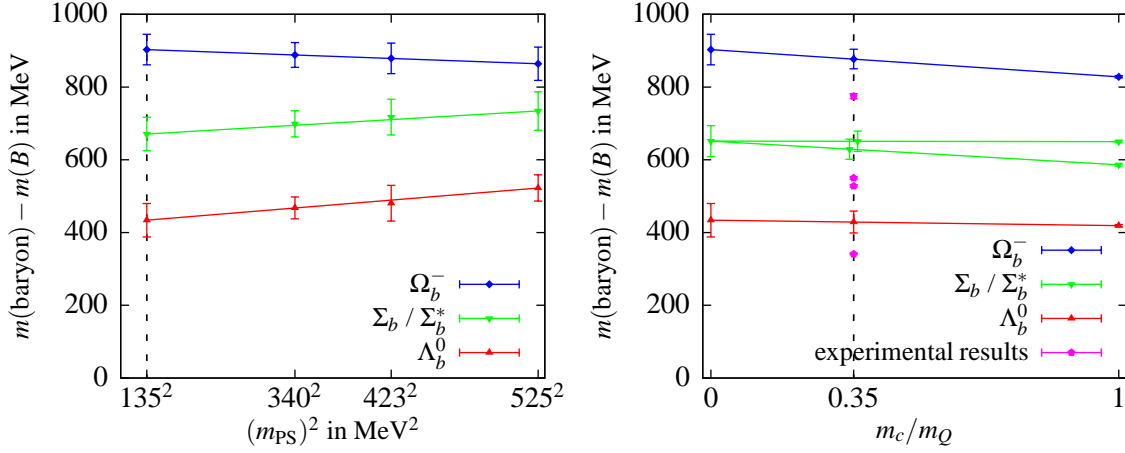 m(baryon) − m(B) in MeV
1000
800
600
400
200
0
135² 340² 423² 525²
(m_PS)² in MeV²
Ω_b^−
Σ_b / Σ_b^*
Λ_b^0
m(baryon) − m(B) in MeV
1000
800
600
400
200
0
0 0.35 1
m_c/m_Q
Ω_b^−
Σ_b / Σ_b^*
Λ_b^0
experimental results